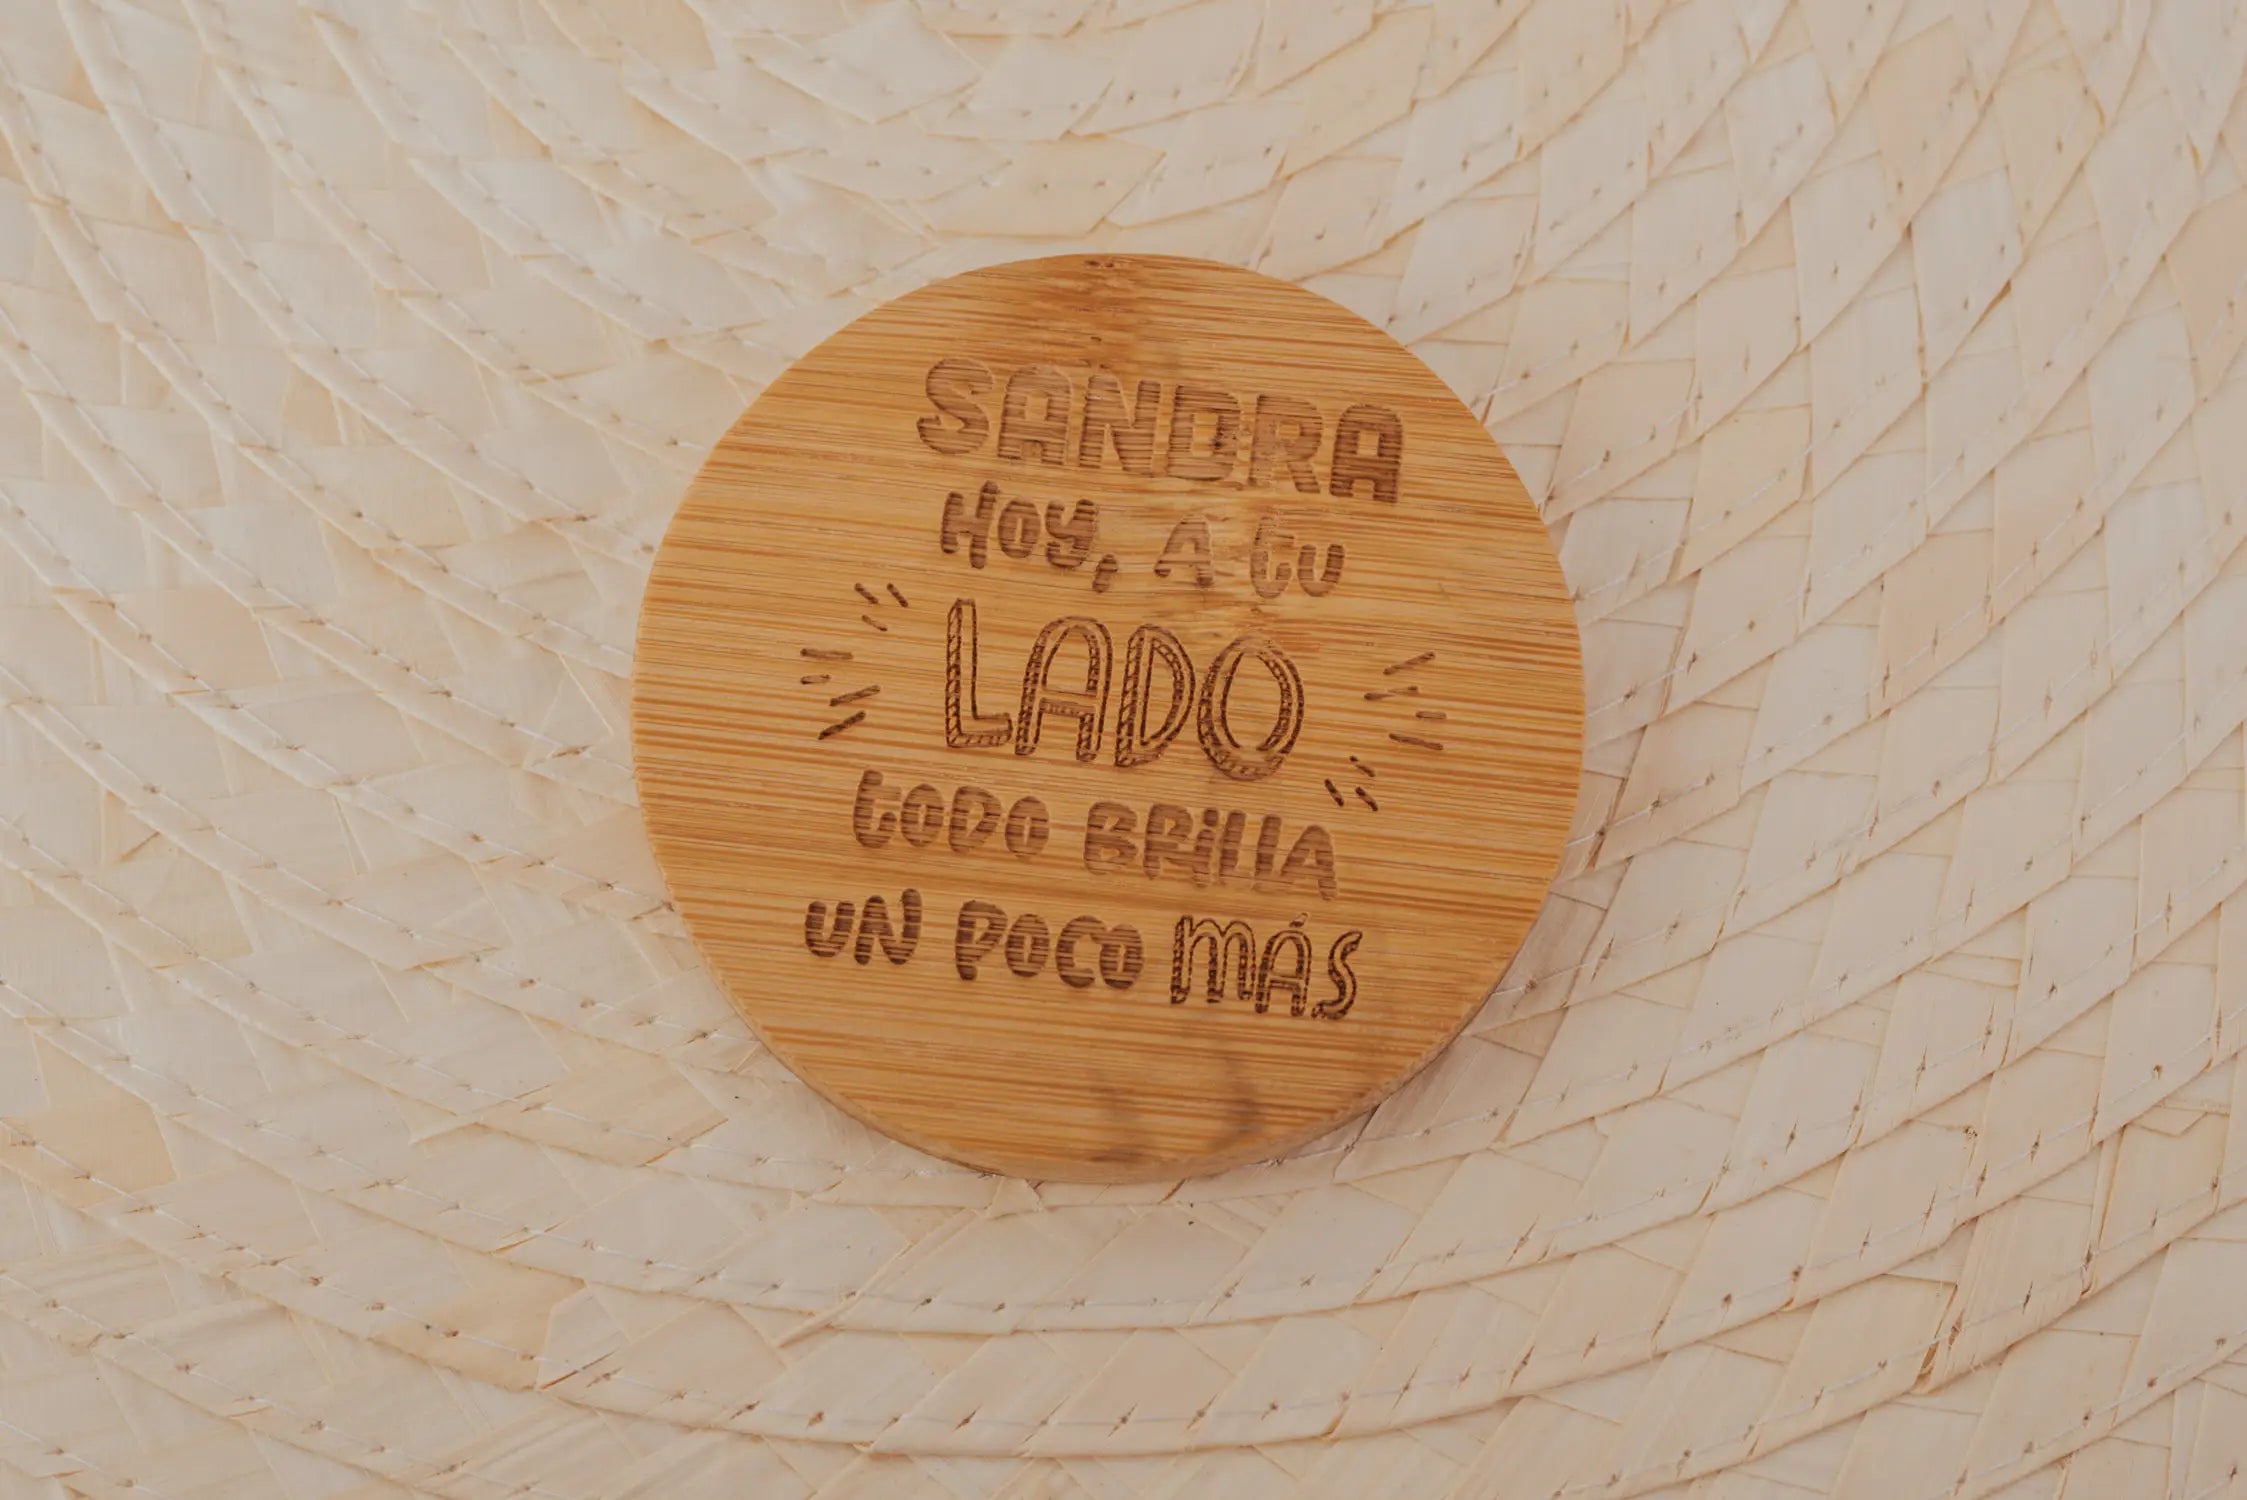 SANDRA
HOY, A tU
LADO
tODO BRILLA
UN POCO MÁS